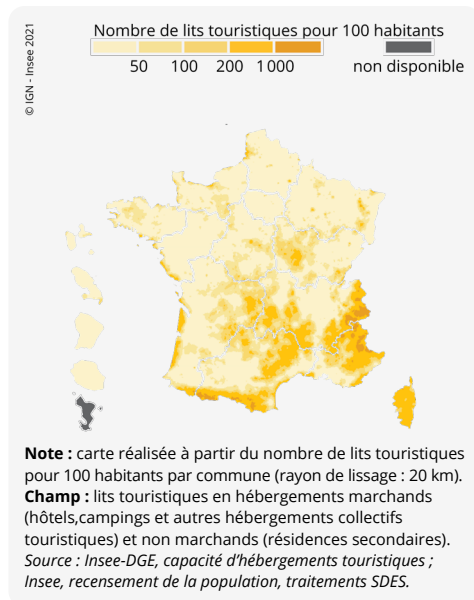 © IGN - Insee 2021
Nombre de lits touristiques pour 100 habitants
50 100 200 1 000 non disponible
Note : carte réalisée à partir du nombre de lits touristiques
pour 100 habitants par commune (rayon de lissage : 20 km).
Champ : lits touristiques en hébergements marchands
(hôtels,campings et autres hébergements collectifs
touristiques) et non marchands (résidences secondaires).
Source : Insee-DGE, capacité d’hébergements touristiques ;
Insee, recensement de la population, traitements SDES.